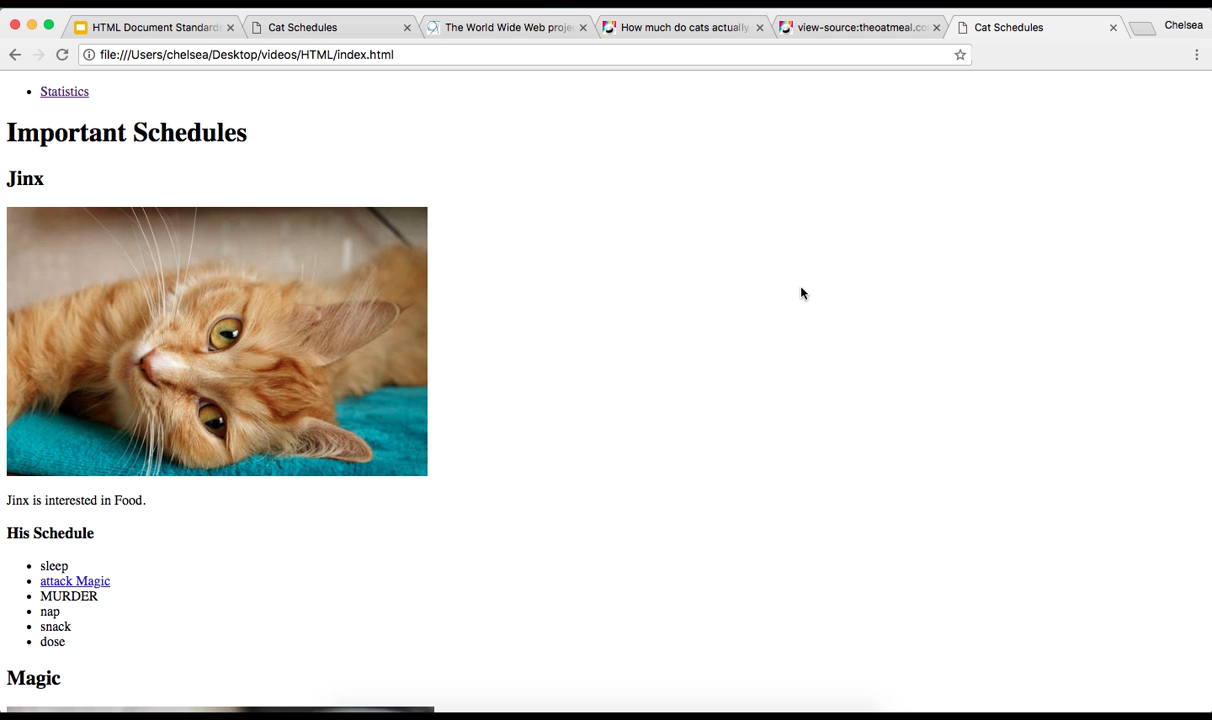 HTML Document Standard
Cat Schedules
The World Wide Web proje
How much do cats actually
view-source:theoatmeal.co
Cat Schedules
Chelsea
file:///Users/chelsea/Desktop/videos/HTML/index.html
Statistics
Important Schedules
Jinx
Jinx is interested in Food.
His Schedule
sleep
attack Magic
MURDER
nap
snack
dose
Magic